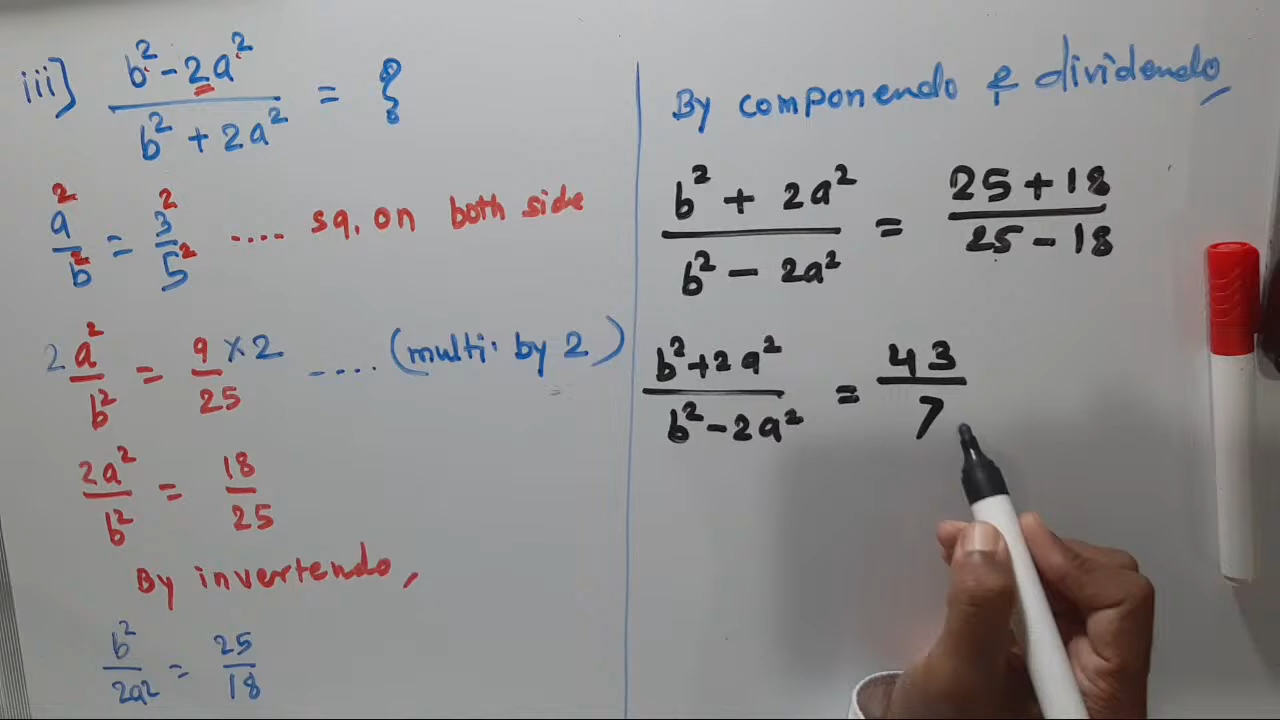 iii] b² - 2a² / b² + 2a² = {
a² / b² = 3² / 5² .... sq. on both side
2 a² / b² = 9 / 25 × 2 .... (multi. by 2)
2a² / b² = 18 / 25
By invertendo,
b² / 2a² = 25 / 18
By componendo & dividendo,
b² + 2a² / b² - 2a² = 25 + 18 / 25 - 18
b² + 2a² / b² - 2a² = 43 / 7